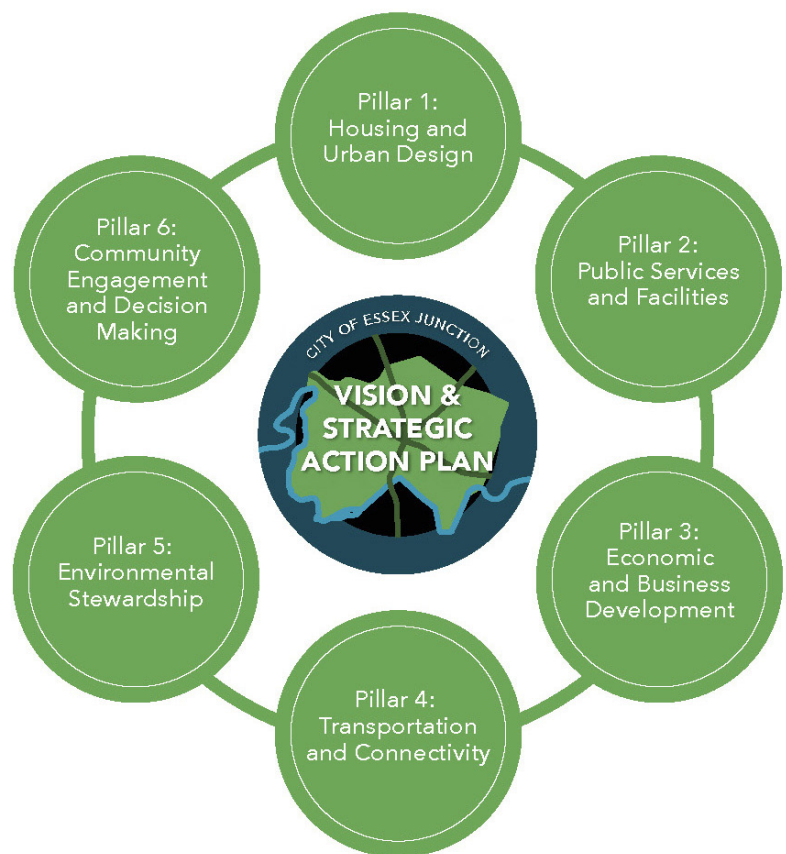 Pillar 1:
Housing and
Urban Design
Pillar 2:
Public Services
and Facilities
Pillar 3:
Economic
and Business
Development
Pillar 4:
Transportation
and Connectivity
Pillar 5:
Environmental
Stewardship
Pillar 6:
Community
Engagement
and Decision
Making
CITY OF ESSEX JUNCTION
VISION &
STRATEGIC
ACTION PLAN